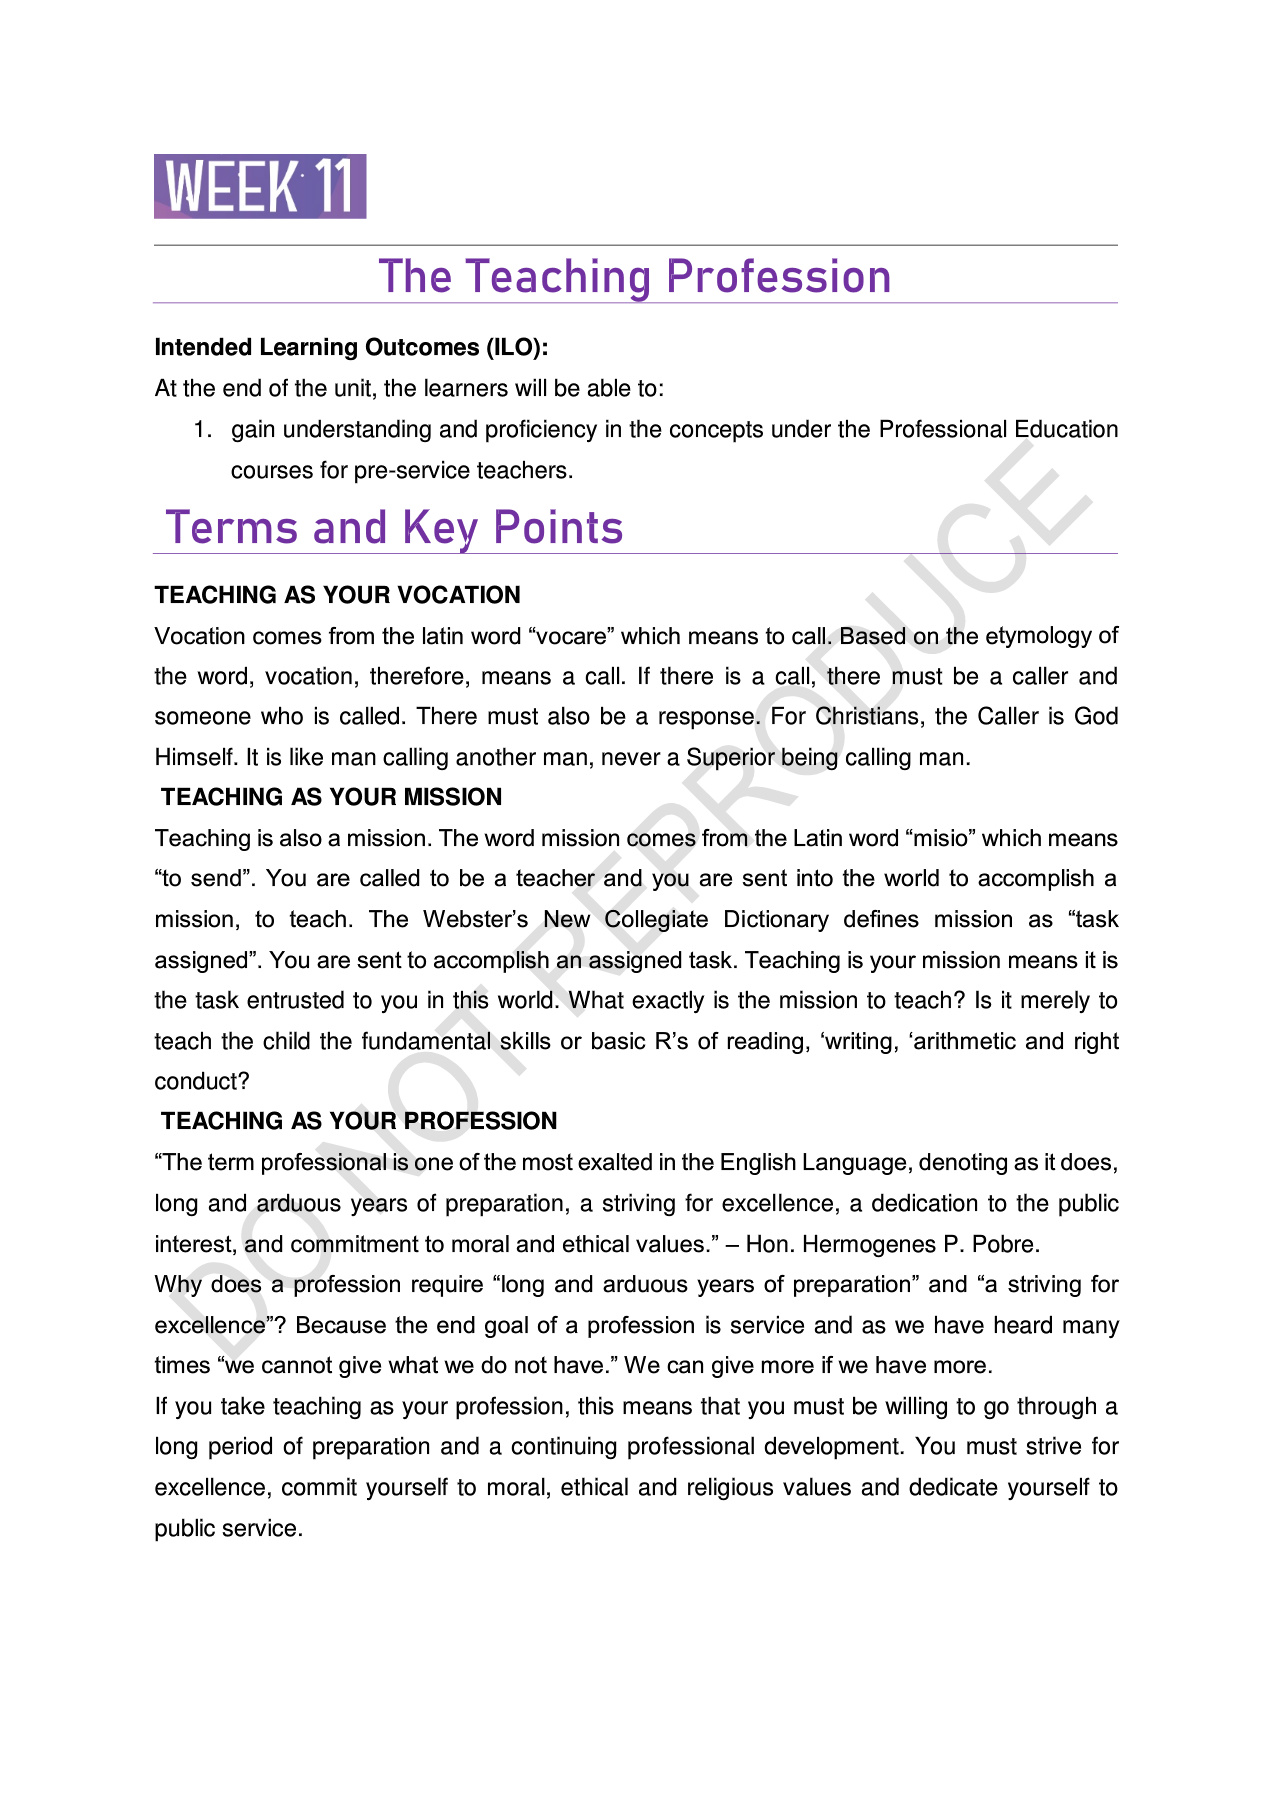 WEEK 11
The Teaching Profession
Intended Learning Outcomes (ILO):
At the end of the unit, the learners will be able to:
1. gain understanding and proficiency in the concepts under the Professional Education
courses for pre-service teachers.
Terms and Key Points
TEACHING AS YOUR VOCATION
Vocation comes from the latin word “vocare” which means to call. Based on the etymology of
the word, vocation, therefore, means a call. If there is a call, there must be a caller and
someone who is called. There must also be a response. For Christians, the Caller is God
Himself. It is like man calling another man, never a Superior being calling man.
TEACHING AS YOUR MISSION
Teaching is also a mission. The word mission comes from the Latin word “misio” which means
“to send”. You are called to be a teacher and you are sent into the world to accomplish a
mission, to teach. The Webster’s New Collegiate Dictionary defines mission as “task
assigned”. You are sent to accomplish an assigned task. Teaching is your mission means it is
the task entrusted to you in this world. What exactly is the mission to teach? Is it merely to
teach the child the fundamental skills or basic R’s of reading, ‘writing, ‘arithmetic and right
conduct?
TEACHING AS YOUR PROFESSION
“The term professional is one of the most exalted in the English Language, denoting as it does,
long and arduous years of preparation, a striving for excellence, a dedication to the public
interest, and commitment to moral and ethical values.” – Hon. Hermogenes P. Pobre.
Why does a profession require “long and arduous years of preparation” and “a striving for
excellence”? Because the end goal of a profession is service and as we have heard many
times “we cannot give what we do not have.” We can give more if we have more.
If you take teaching as your profession, this means that you must be willing to go through a
long period of preparation and a continuing professional development. You must strive for
excellence, commit yourself to moral, ethical and religious values and dedicate yourself to
public service.
DO NOT REPRODUCE